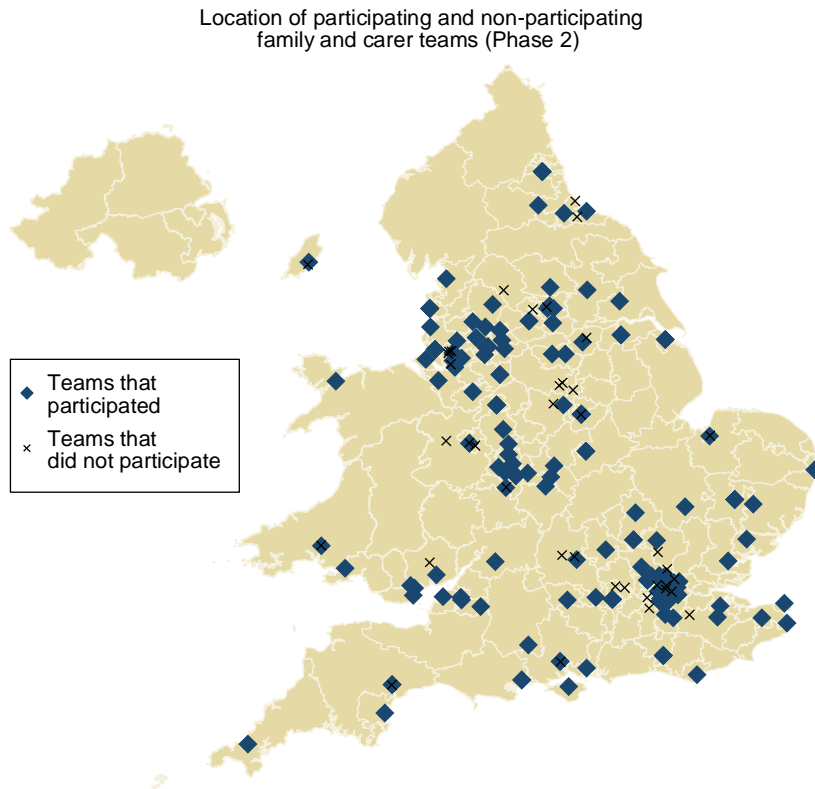 Location of participating and non-participating
family and carer teams (Phase 2)
Teams that
participated
Teams that
did not participate